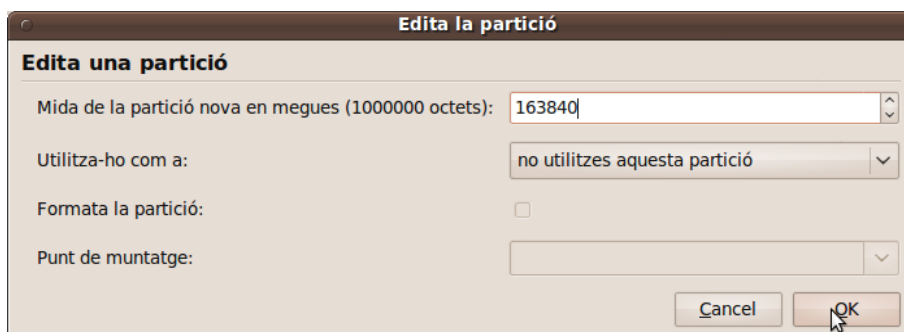 Edita la partició
Edita una partició
Mida de la partició nova en megues (1000000 octets): 163840
Utilitza-ho com a: no utilitzes aquesta partició
Formata la partició:
Punt de muntatge:
Cancel OK